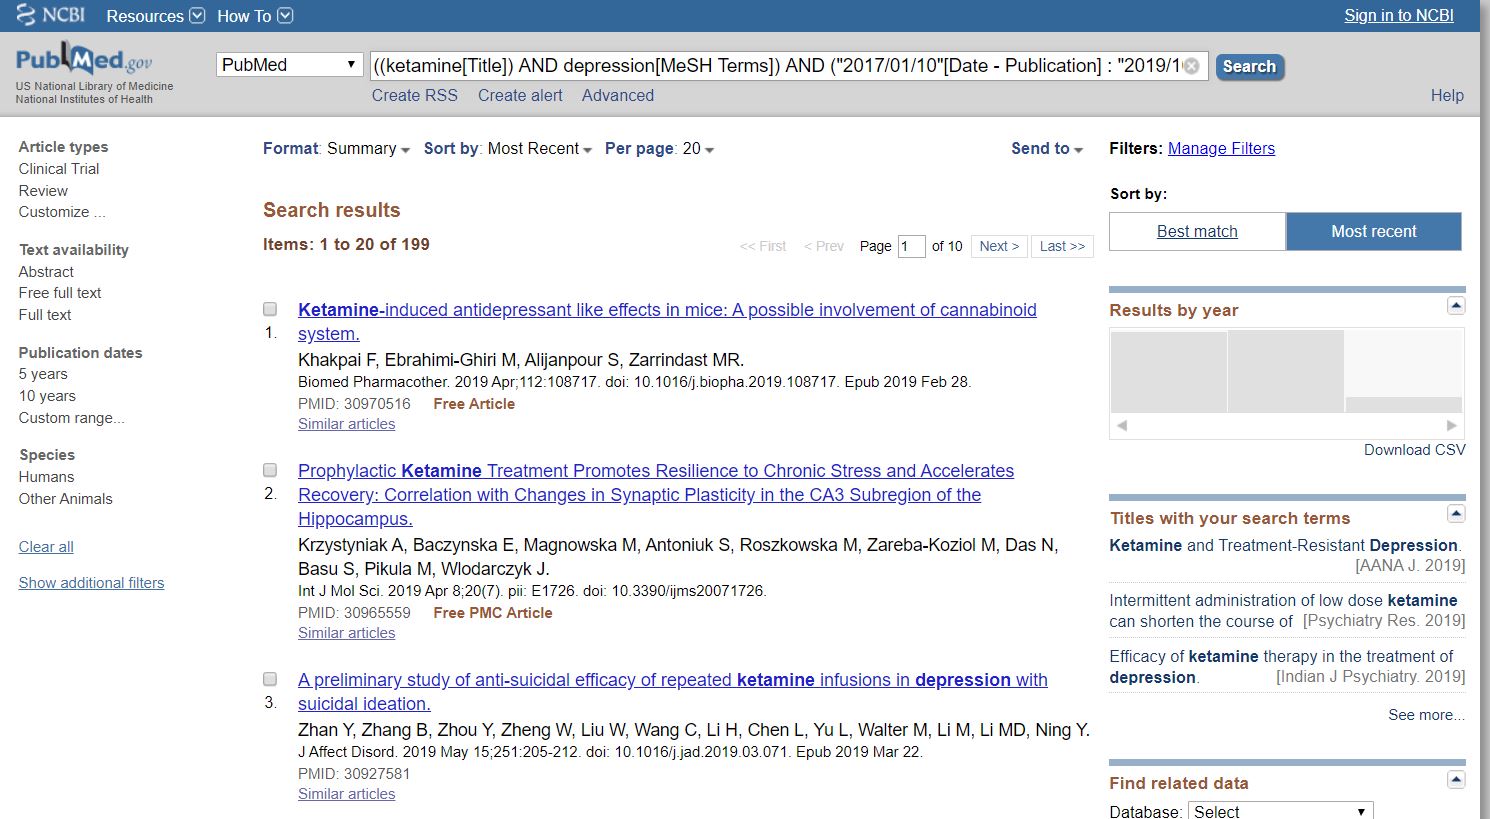 NCBI Resources How To Sign in to NCBI
PubMed.gov
US National Library of Medicine
National Institutes of Health
PubMed
((ketamine[Title]) AND depression[MeSH Terms]) AND ("2017/01/10"[Date - Publication] : "2019/1
Search
Create RSS Create alert Advanced
Help
Article types
Clinical Trial
Review
Customize ...
Text availability
Abstract
Free full text
Full text
Publication dates
5 years
10 years
Custom range...
Species
Humans
Other Animals
Clear all
Show additional filters
Format: Summary Sort by: Most Recent Per page: 20 Send to
Search results
Items: 1 to 20 of 199
<< First < Prev Page 1 of 10 Next > Last >>
1.
Ketamine-induced antidepressant like effects in mice: A possible involvement of cannabinoid
system.
Khakpai F, Ebrahimi-Ghiri M, Alijanpour S, Zarrindast MR.
Biomed Pharmacother. 2019 Apr;112:108717. doi: 10.1016/j.biopha.2019.108717. Epub 2019 Feb 28.
PMID: 30970516 Free Article
Similar articles
2.
Prophylactic Ketamine Treatment Promotes Resilience to Chronic Stress and Accelerates
Recovery: Correlation with Changes in Synaptic Plasticity in the CA3 Subregion of the
Hippocampus.
Krzystyniak A, Baczynska E, Magnowska M, Antoniuk S, Roszkowska M, Zareba-Koziol M, Das N,
Basu S, Pikula M, Wlodarczyk J.
Int J Mol Sci. 2019 Apr 8;20(7). pii: E1726. doi: 10.3390/ijms20071726.
PMID: 30965559 Free PMC Article
Similar articles
3.
A preliminary study of anti-suicidal efficacy of repeated ketamine infusions in depression with
suicidal ideation.
Zhan Y, Zhang B, Zhou Y, Zheng W, Liu W, Wang C, Li H, Chen L, Yu L, Walter M, Li M, Li MD, Ning Y.
J Affect Disord. 2019 May 15;251:205-212. doi: 10.1016/j.jad.2019.03.071. Epub 2019 Mar 22.
PMID: 30927581
Similar articles
Filters: Manage Filters
Sort by:
Best match Most recent
Results by year
Download CSV
Titles with your search terms
Ketamine and Treatment-Resistant Depression.
[AANA J. 2019]
Intermittent administration of low dose ketamine
can shorten the course of [Psychiatry Res. 2019]
Efficacy of ketamine therapy in the treatment of
depression. [Indian J Psychiatry. 2019]
See more...
Find related data
Database: Select